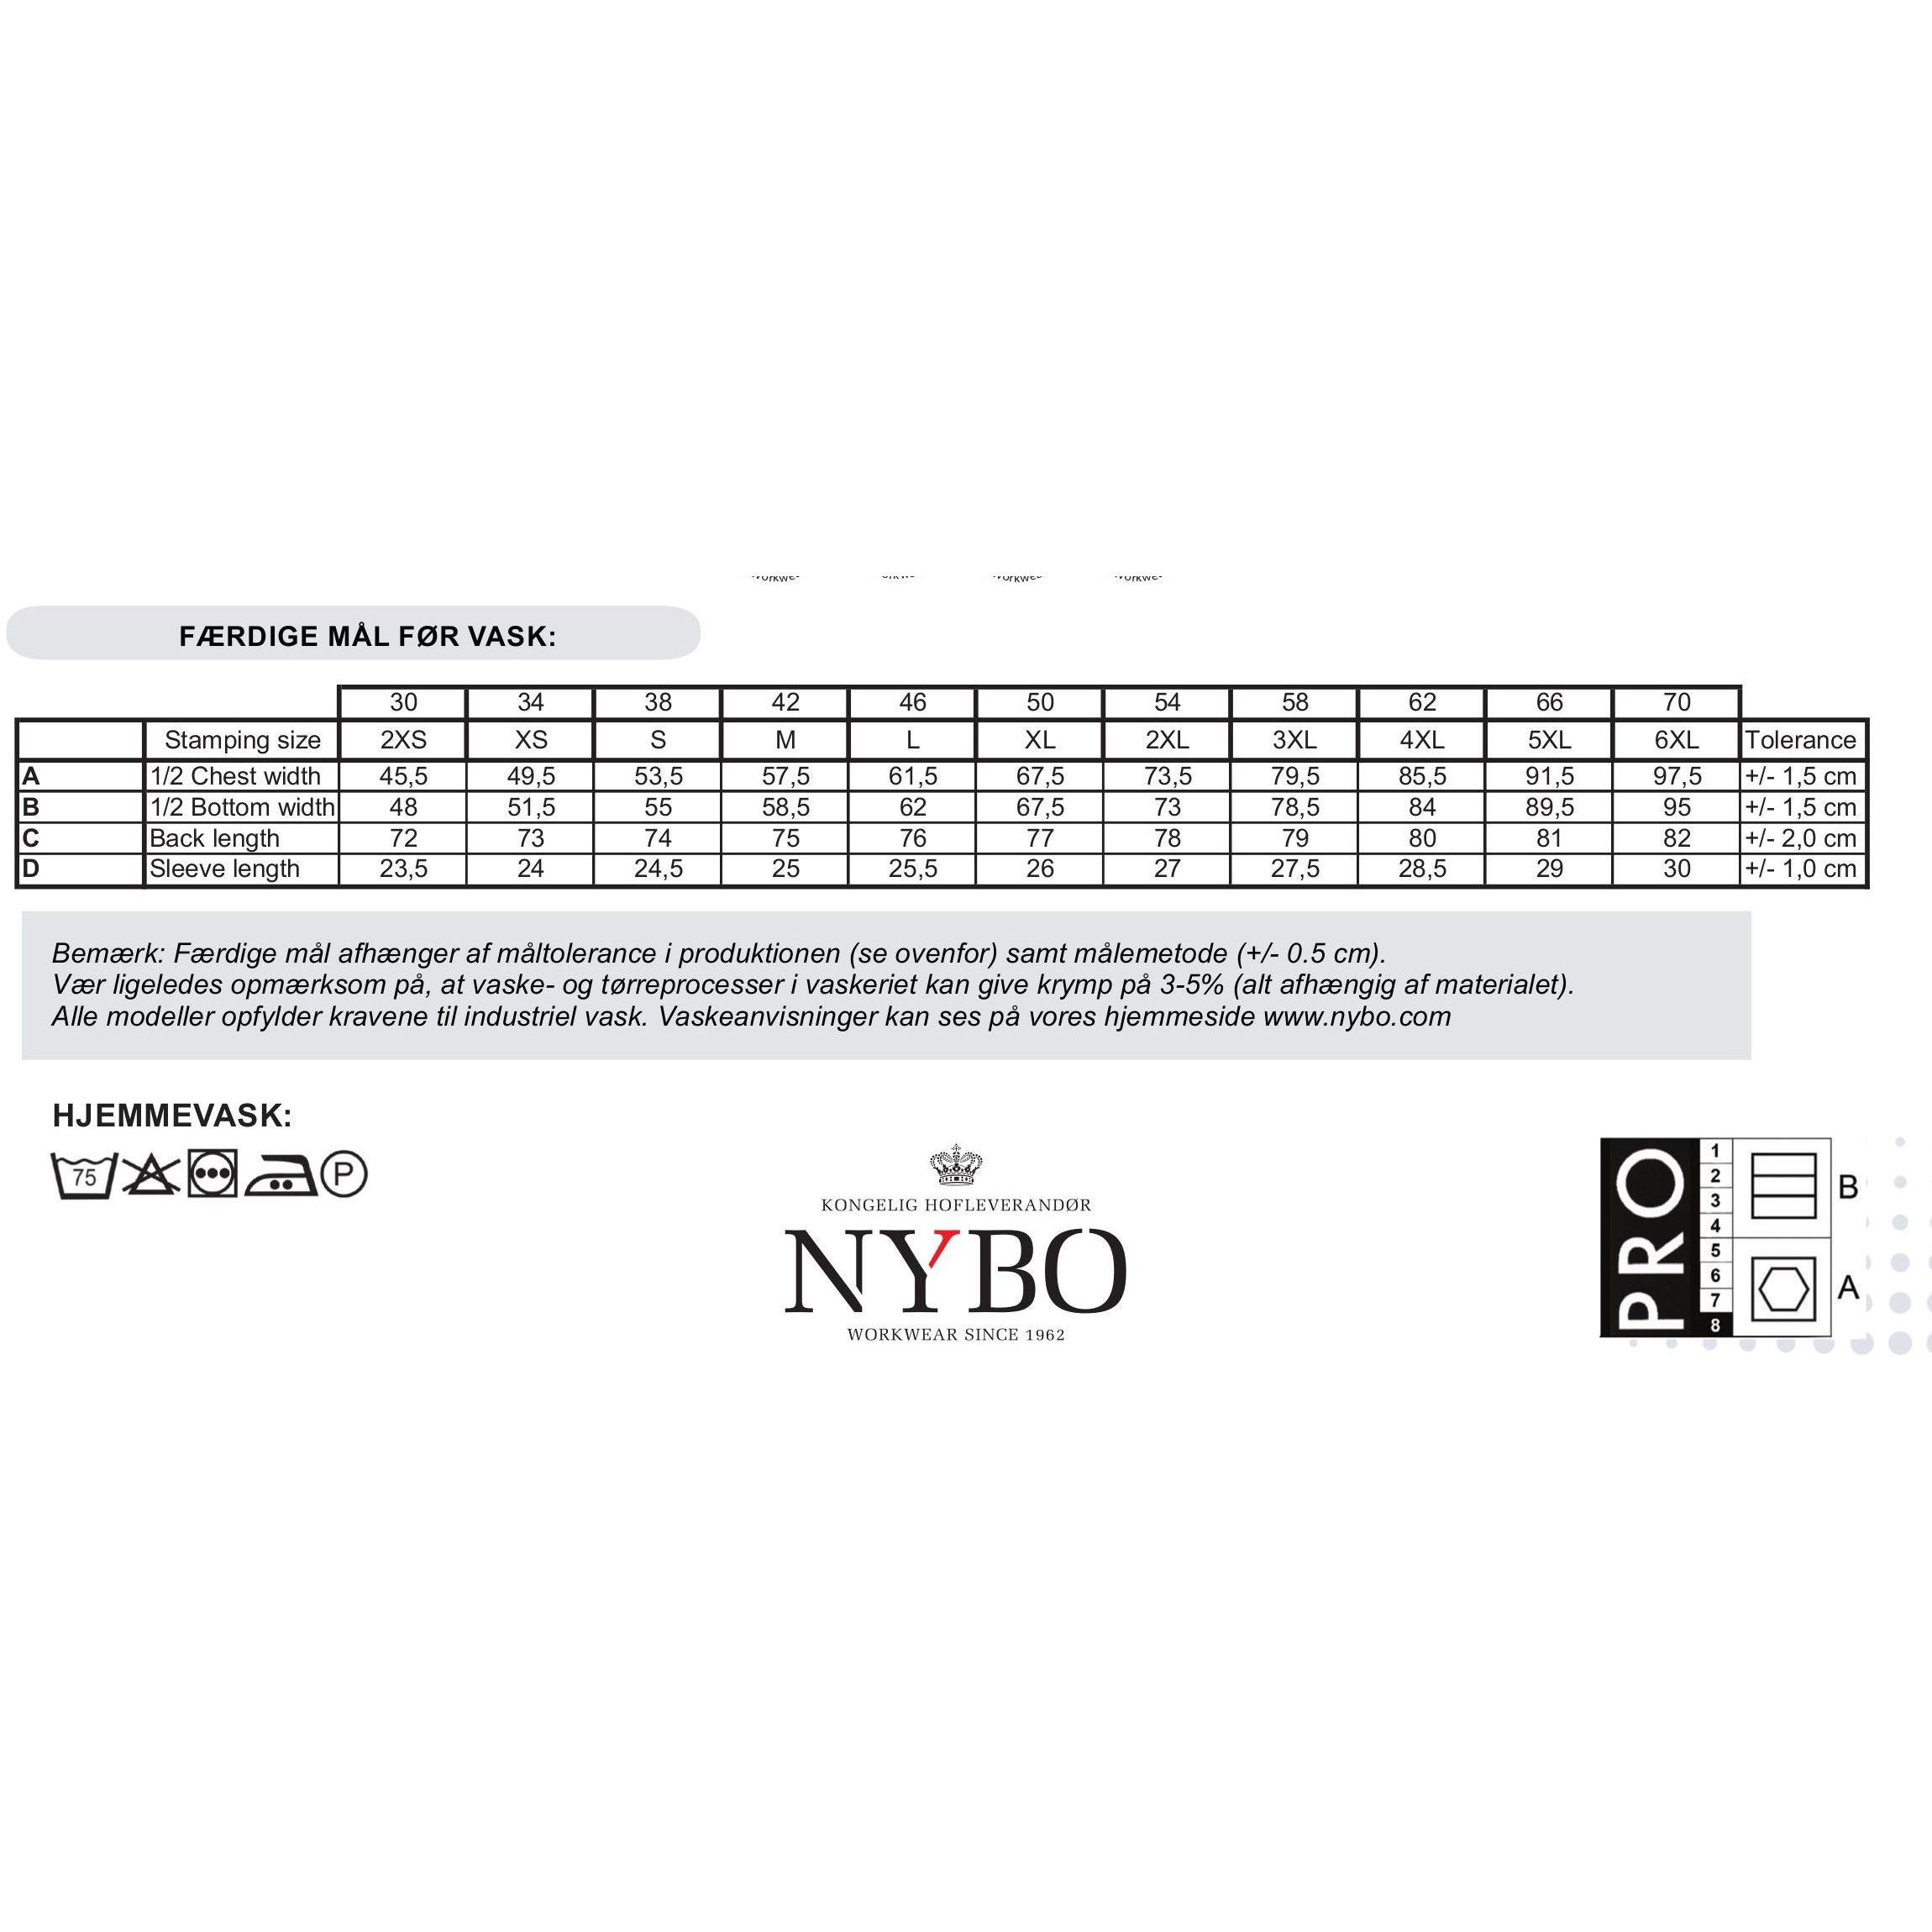 FÆRDIGE MÅL FØR VASK:
30 34 38 42 46 50 54 58 62 66 70
Stamping size 2XS XS S M L XL 2XL 3XL 4XL 5XL 6XL Tolerance
A 1/2 Chest width 45,5 49,5 53,5 57,5 61,5 67,5 73,5 79,5 85,5 91,5 97,5 +/- 1,5 cm
B 1/2 Bottom width 48 51,5 55 58,5 62 67,5 73 78,5 84 89,5 95 +/- 1,5 cm
C Back length 72 73 74 75 76 77 78 79 80 81 82 +/- 2,0 cm
D Sleeve length 23,5 24 24,5 25 25,5 26 27 27,5 28,5 29 30 +/- 1,0 cm
Bemærk: Færdige mål afhænger af måltolerance i produktionen (se ovenfor) samt målemetode (+/- 0.5 cm).
Vær ligeledes opmærksom på, at vaske- og tørreprocesser i vaskeriet kan give krymp på 3-5% (alt afhængig af materialet).
Alle modeller opfylder kravene til industriel vask. Vaskeanvisninger kan ses på vores hjemmeside www.nybo.com
HJEMMEVASK:
75 P
KONGELIG HOFLEVERANDØR
NYBO
WORKWEAR SINCE 1962
PRO
1
2
3
4
5
6
7
8
B
A